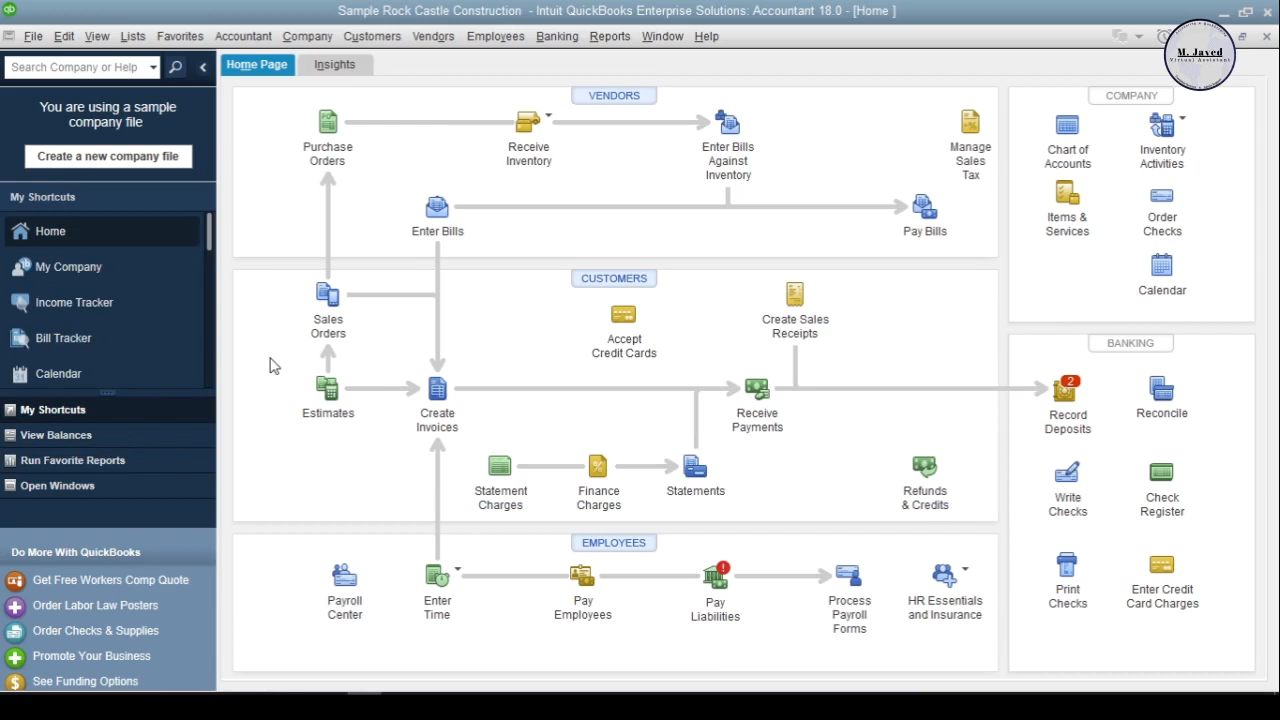 Sample Rock Castle Construction - Intuit QuickBooks Enterprise Solutions: Accountant 18.0 - [Home ]
File Edit View Lists Favorites Accountant Company Customers Vendors Employees Banking Reports Window Help
M. Javed
Virtual Assistant
Search Company or Help
You are using a sample
company file
Create a new company file
My Shortcuts
Home
My Company
Income Tracker
Bill Tracker
Calendar
My Shortcuts
View Balances
Run Favorite Reports
Open Windows
Do More With QuickBooks
Get Free Workers Comp Quote
Order Labor Law Posters
Order Checks & Supplies
Promote Your Business
See Funding Options
Home Page
Insights
VENDORS
Purchase
Orders
Receive
Inventory
Enter Bills
Against
Inventory
Manage
Sales
Tax
Enter Bills
Pay Bills
CUSTOMERS
Sales
Orders
Accept
Credit Cards
Create Sales
Receipts
Estimates
Create
Invoices
Receive
Payments
Statement
Charges
Finance
Charges
Statements
Refunds
& Credits
EMPLOYEES
Payroll
Center
Enter
Time
Pay
Employees
Pay
Liabilities
Process
Payroll
Forms
HR Essentials
and Insurance
COMPANY
Chart of
Accounts
Inventory
Activities
Items &
Services
Order
Checks
Calendar
BANKING
2
Record
Deposits
Reconcile
Write
Checks
Check
Register
Print
Checks
Enter Credit
Card Charges